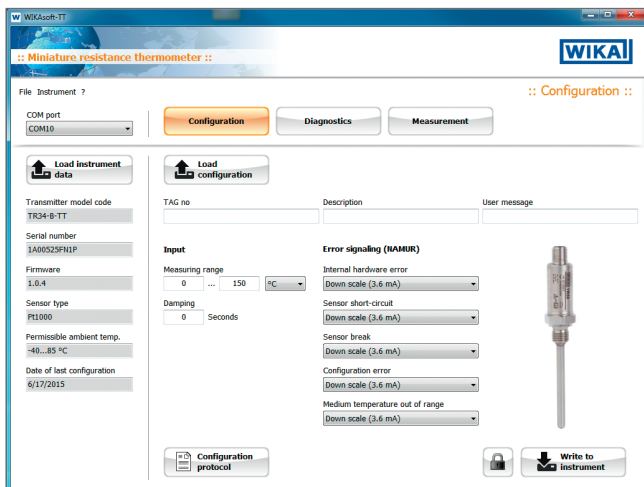 WIKAsoft-TT
:: Miniature resistance thermometer ::
WIKAI
File Instrument ?
:: Configuration ::
COM port
COM10
Configuration
Diagnostics
Measurement
Load instrument
data
Load
configuration
Transmitter model code
TR34-B-TT
TAG no
Description
User message
Serial number
1A00525FN1P
Input
Error signaling (NAMUR)
Firmware
1.0.4
Measuring range
0 ... 150 °C
Internal hardware error
Down scale (3.6 mA)
Sensor type
Pt1000
Damping
0 Seconds
Sensor short-circuit
Down scale (3.6 mA)
Permissible ambient temp.
-40...85 °C
Sensor break
Down scale (3.6 mA)
Date of last configuration
6/17/2015
Configuration error
Down scale (3.6 mA)
Medium temperature out of range
Down scale (3.6 mA)
Configuration
protocol
Write to
instrument